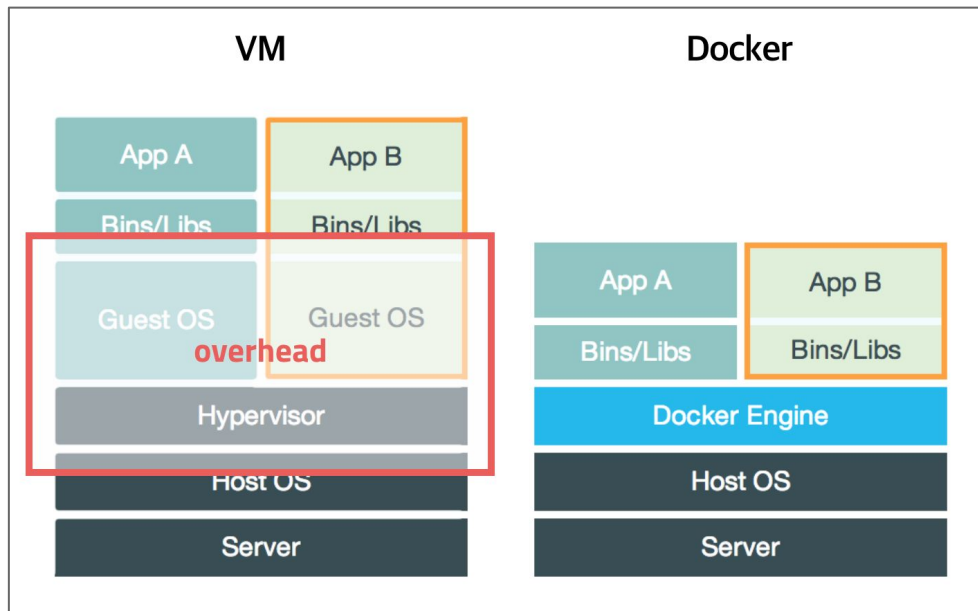 VM
App A
App B
Bins/Libs
Bins/Libs
Guest OS
Guest OS
overhead
Hypervisor
Host OS
Server
Docker
App A
App B
Bins/Libs
Bins/Libs
Docker Engine
Host OS
Server